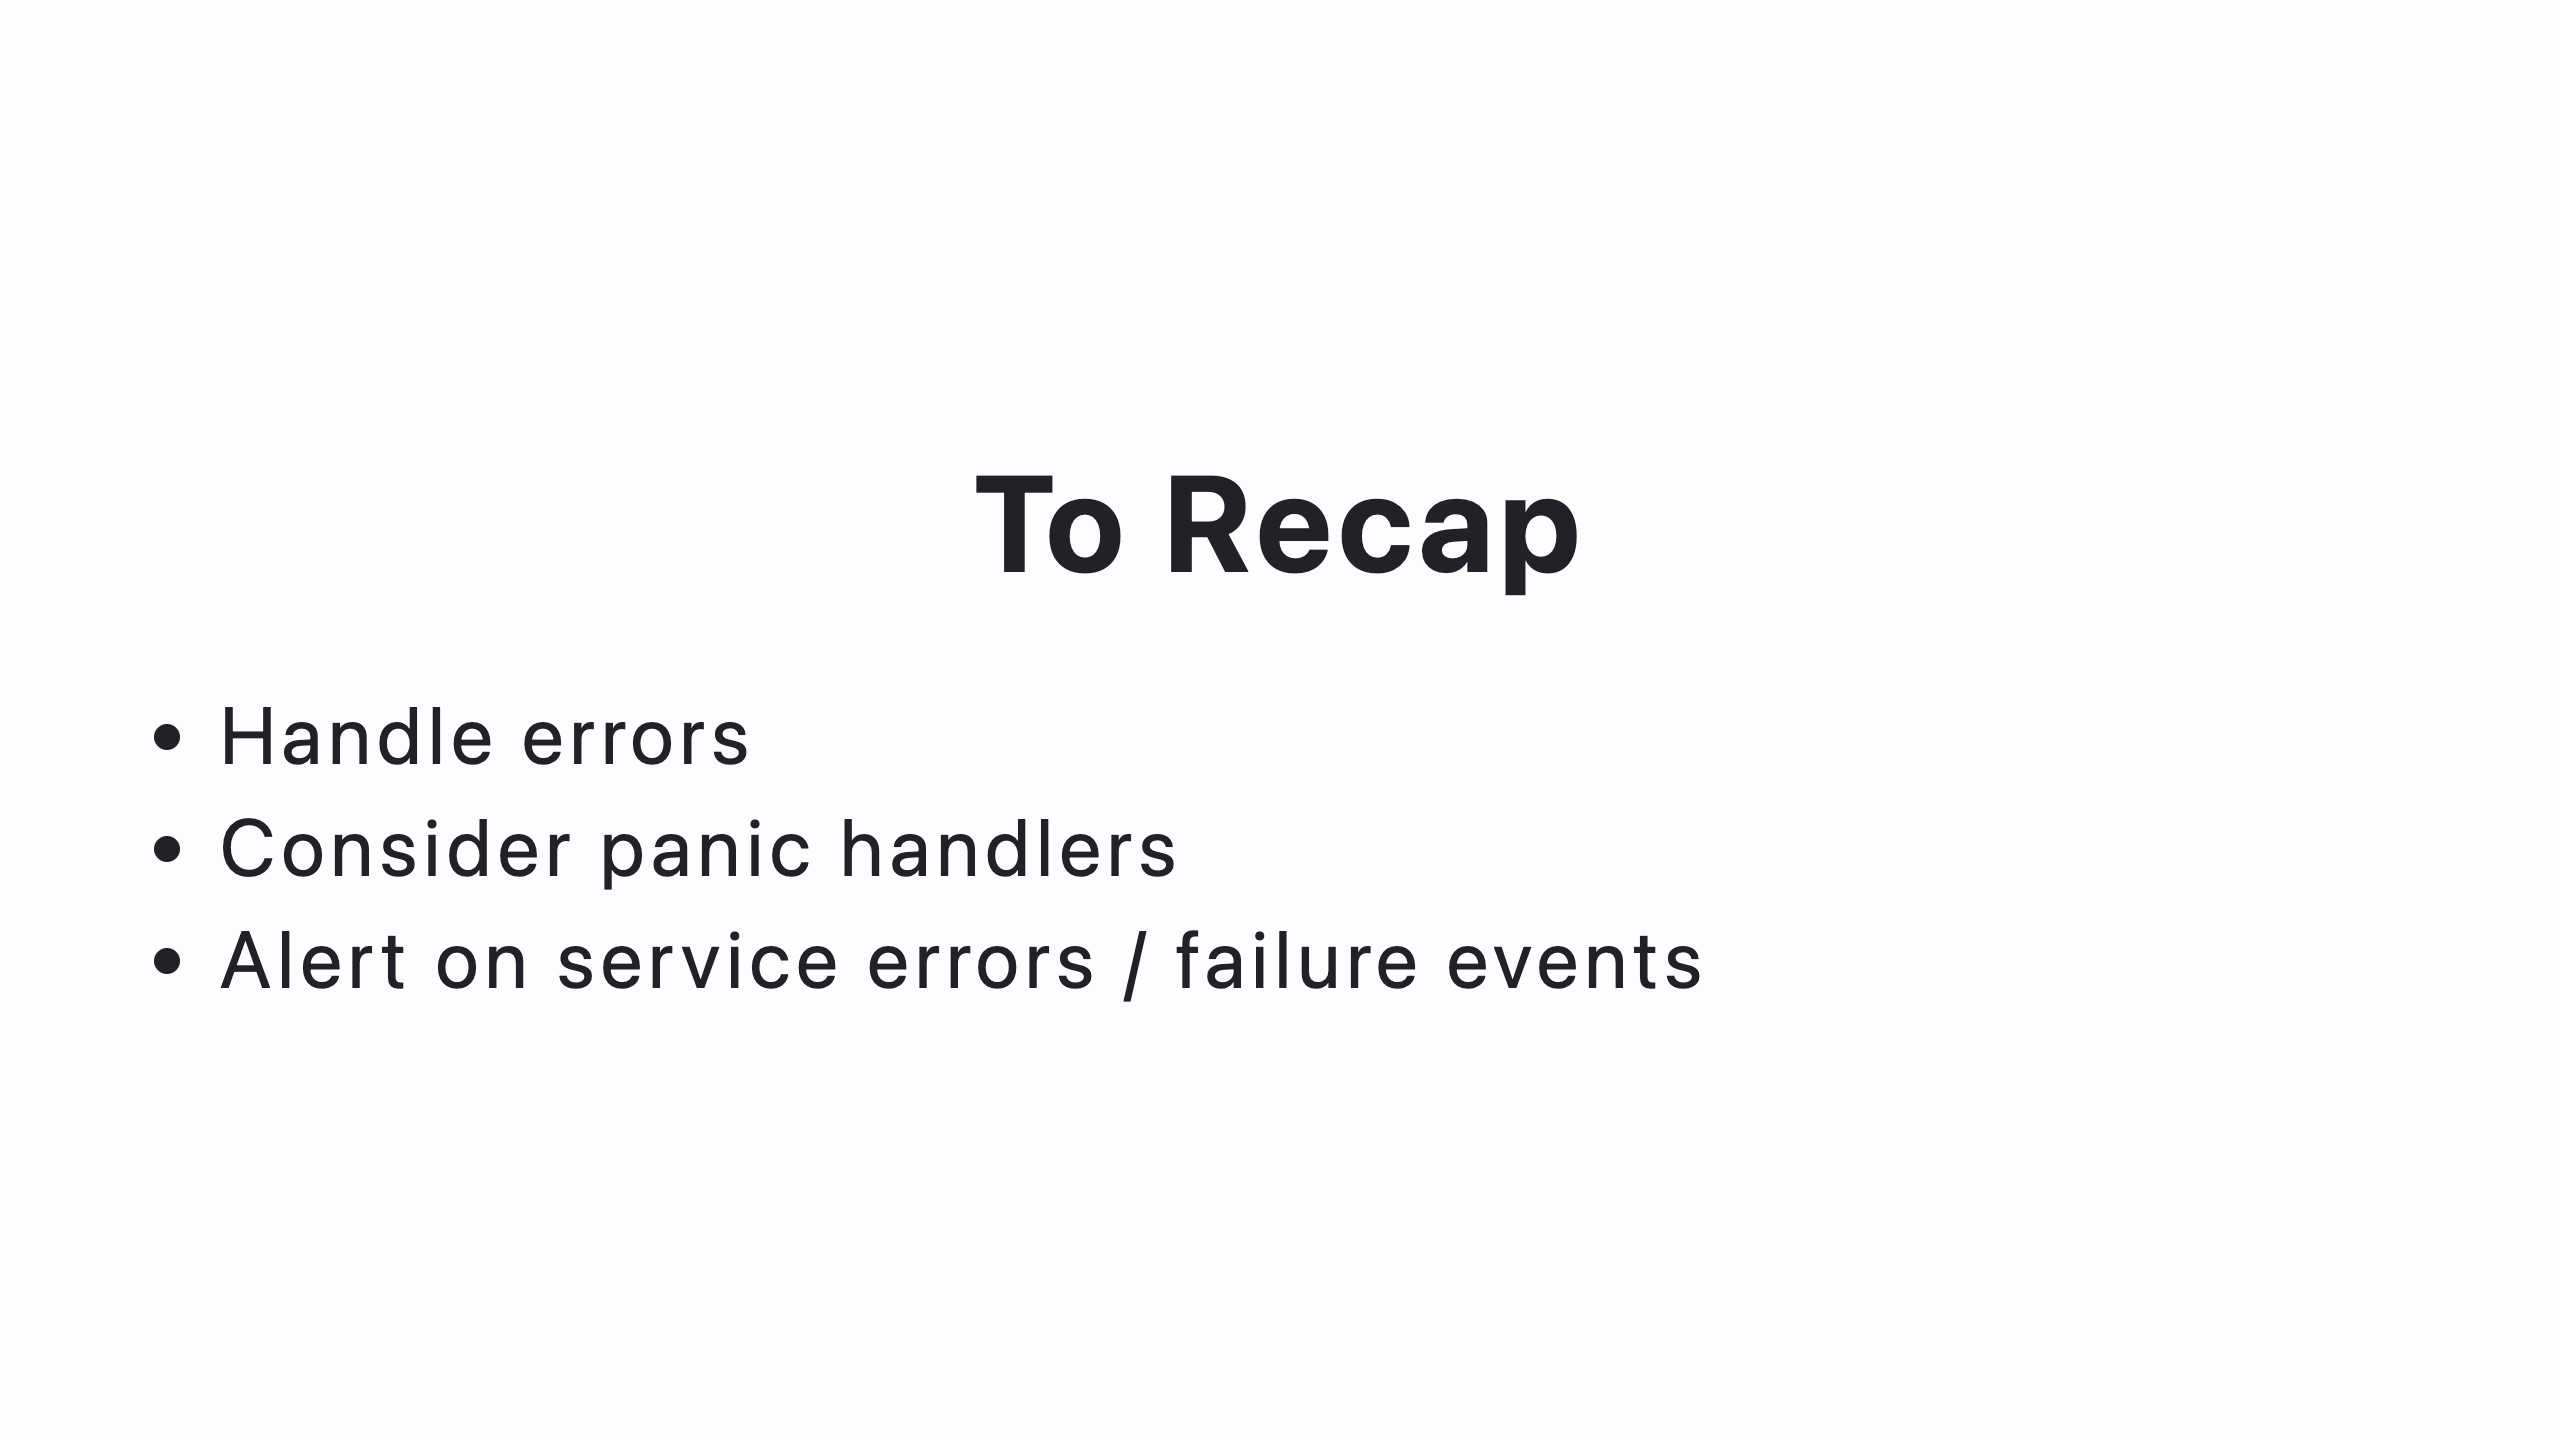 To Recap
• Handle errors
• Consider panic handlers
• Alert on service errors / failure events